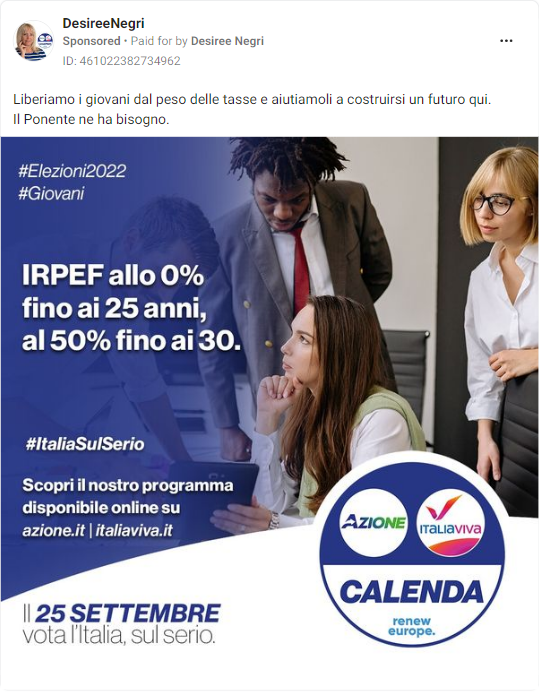 DesireeNegri
Sponsored • Paid for by Desiree Negri
ID: 461022382734962
Liberiamo i giovani dal peso delle tasse e aiutiamoli a costruirsi un futuro qui.
Il Ponente ne ha bisogno.
#Elezioni2022
#Giovani
IRPEF allo 0%
fino ai 25 anni,
al 50% fino ai 30.
#ItaliaSulSerio
Scopri il nostro programma
disponibile online su
azione.it | italiaviva.it
AZIONE
ITALIAVIVA
CALENDA
renew
europe.
Il 25 SETTEMBRE
vota l'Italia, sul serio.